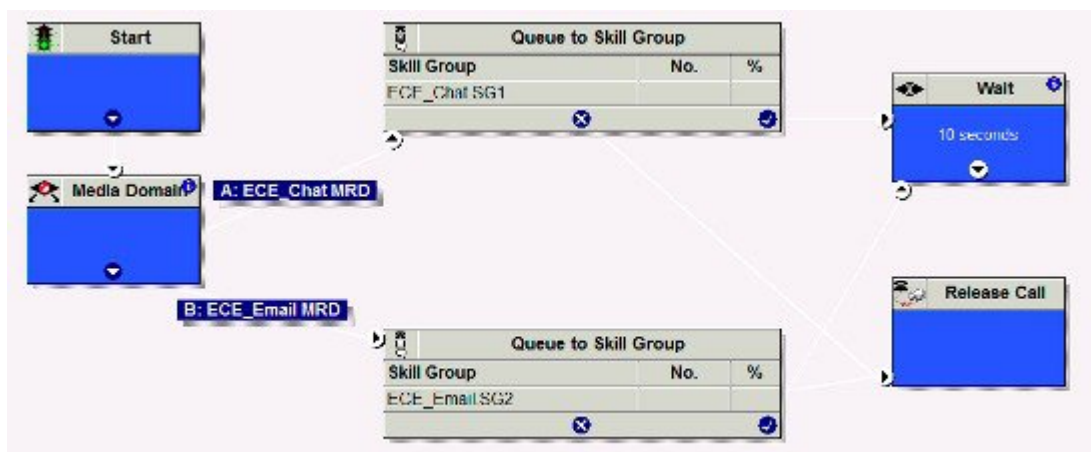 Start
Media Domain
A: ECE_Chat MRD
B: ECE_Email MRD
Queue to Skill Group
Skill Group No. %
ECE_Chat SG1
Queue to Skill Group
Skill Group No. %
ECE_Email.SG2
Wait
10 seconds
Release Call